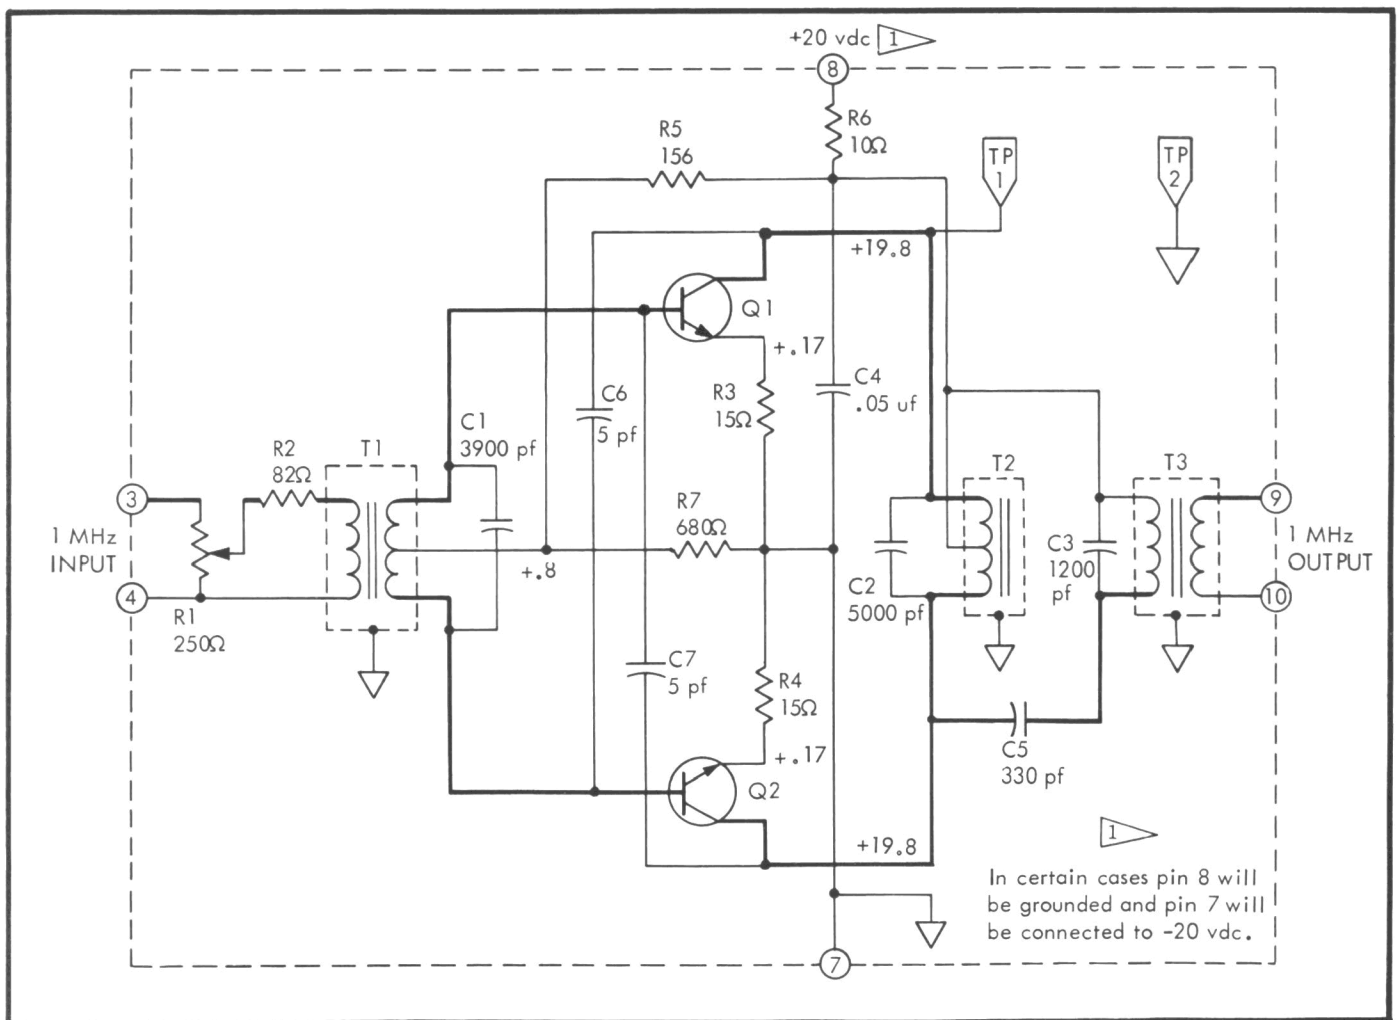 +20 vdc 1
8
R6
10Ω
R5
156
TP
1
TP
2
+19.8
Q1
+.17
C4
.05 uf
R3
15Ω
C6
5 pf
C1
3900 pf
R2
82Ω
T1
T2
T3
3
R7
680Ω
9
1 MHz
INPUT
1 MHz
OUTPUT
+.8
C2
5000 pf
C3
1200
pf
4
10
R1
250Ω
C7
5 pf
R4
15Ω
+.17
C5
330 pf
Q2
+19.8
1
In certain cases pin 8 will
be grounded and pin 7 will
be connected to -20 vdc.
7